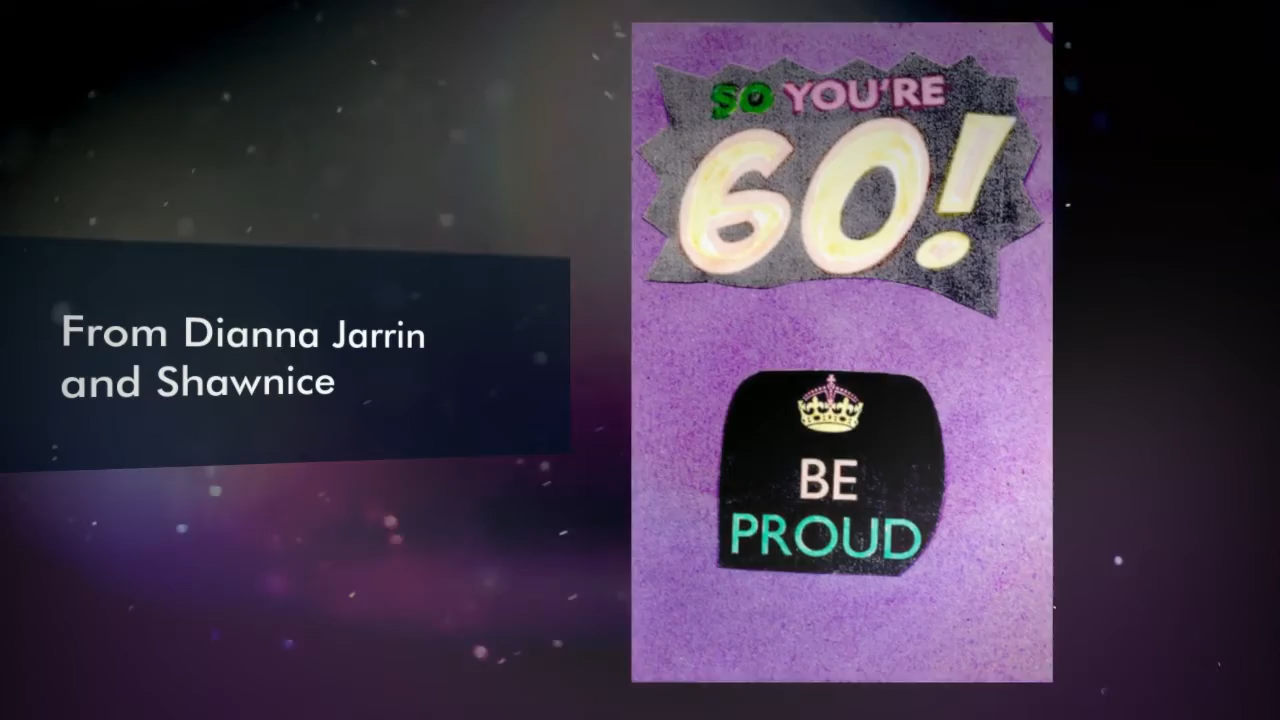 From Dianna Jarrin
and Shawnice
SO YOU'RE
60!
BE
PROUD